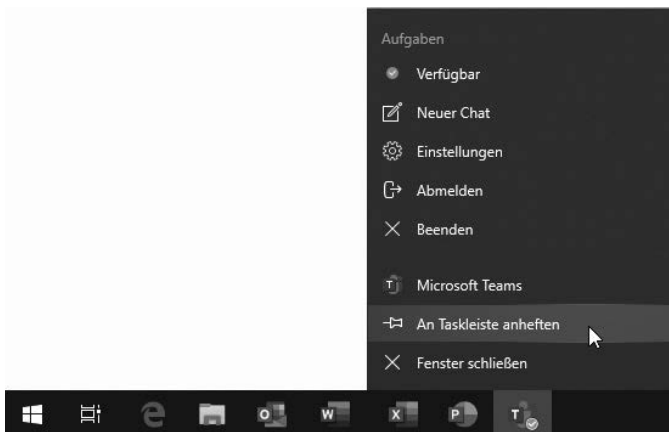 Aufgaben
Verfügbar
Neuer Chat
Einstellungen
Abmelden
Beenden
Microsoft Teams
An Taskleiste anheften
Fenster schließen